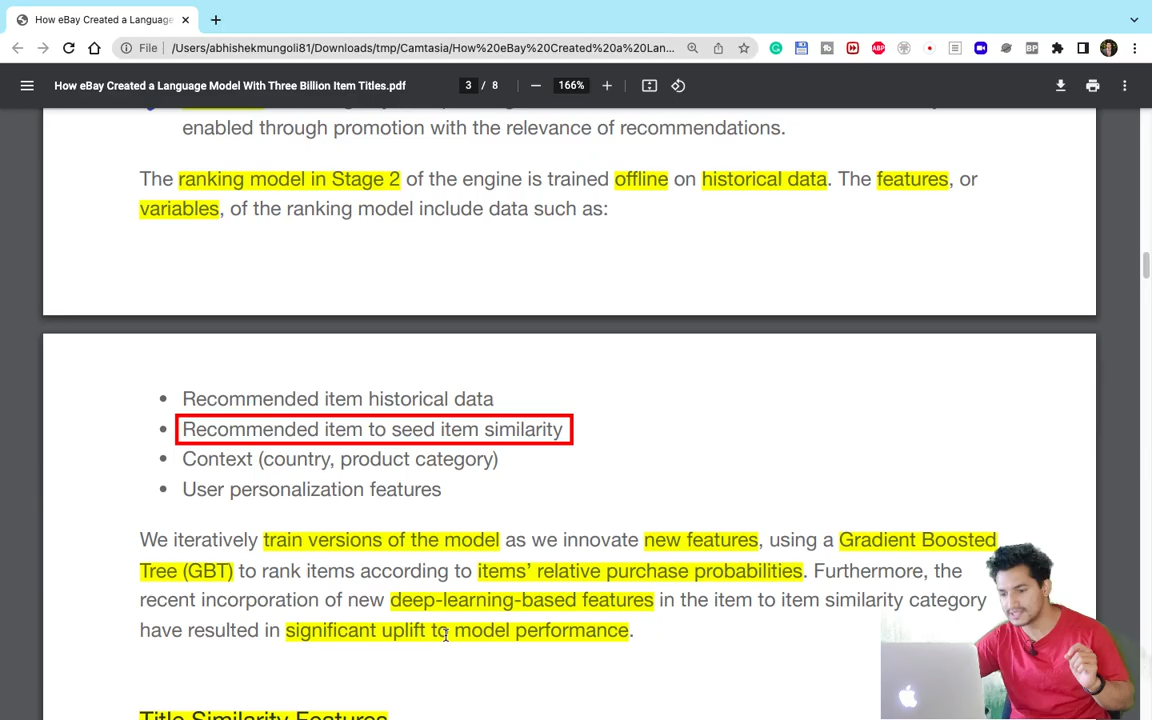 How eBay Created a Language
File
/Users/abhishekmungoli81/Downloads/tmp/Camtasia/How%20eBay%20Created%20a%20Lan...
ABP
BP
How eBay Created a Language Model With Three Billion Item Titles.pdf
3 / 8
166%
enabled through promotion with the relevance of recommendations.
The ranking model in Stage 2 of the engine is trained offline on historical data. The features, or
variables, of the ranking model include data such as:
• Recommended item historical data
• Recommended item to seed item similarity
• Context (country, product category)
• User personalization features
We iteratively train versions of the model as we innovate new features, using a Gradient Boosted
Tree (GBT) to rank items according to items’ relative purchase probabilities. Furthermore, the
recent incorporation of new deep-learning-based features in the item to item similarity category
have resulted in significant uplift to model performance.
Title Similarity Features